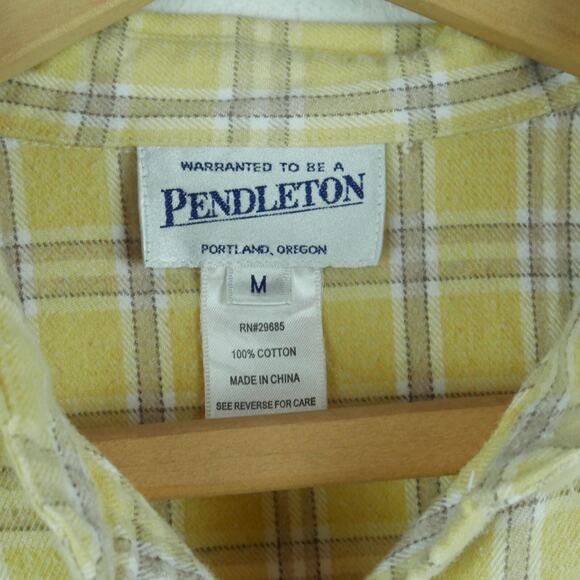 WARRANTED TO BE A
PENDLETON
PORTLAND, OREGON
M
RN#29685
100% COTTON
MADE IN CHINA
SEE REVERSE FOR CARE